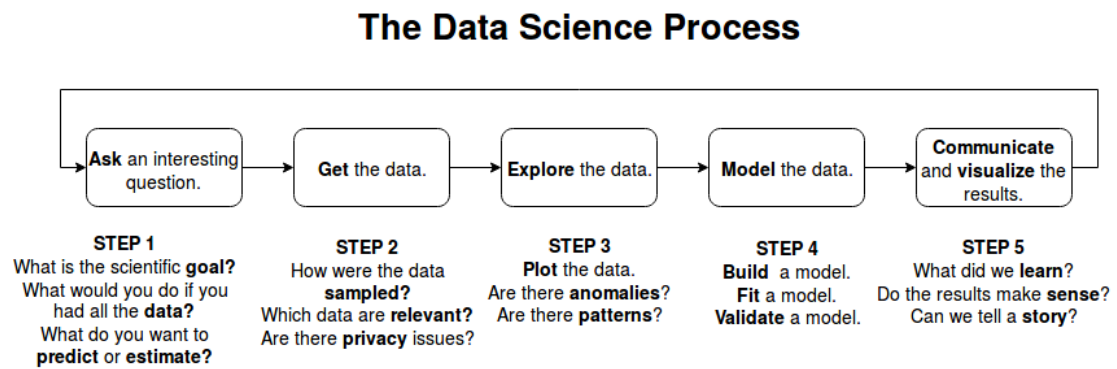 The Data Science Process
Ask an interesting
question.
Get the data.
Explore the data.
Model the data.
Communicate
and visualize the
results.
STEP 1
What is the scientific goal?
What would you do if you
had all the data?
What do you want to
predict or estimate?
STEP 2
How were the data
sampled?
Which data are relevant?
Are there privacy issues?
STEP 3
Plot the data.
Are there anomalies?
Are there patterns?
STEP 4
Build a model.
Fit a model.
Validate a model.
STEP 5
What did we learn?
Do the results make sense?
Can we tell a story?